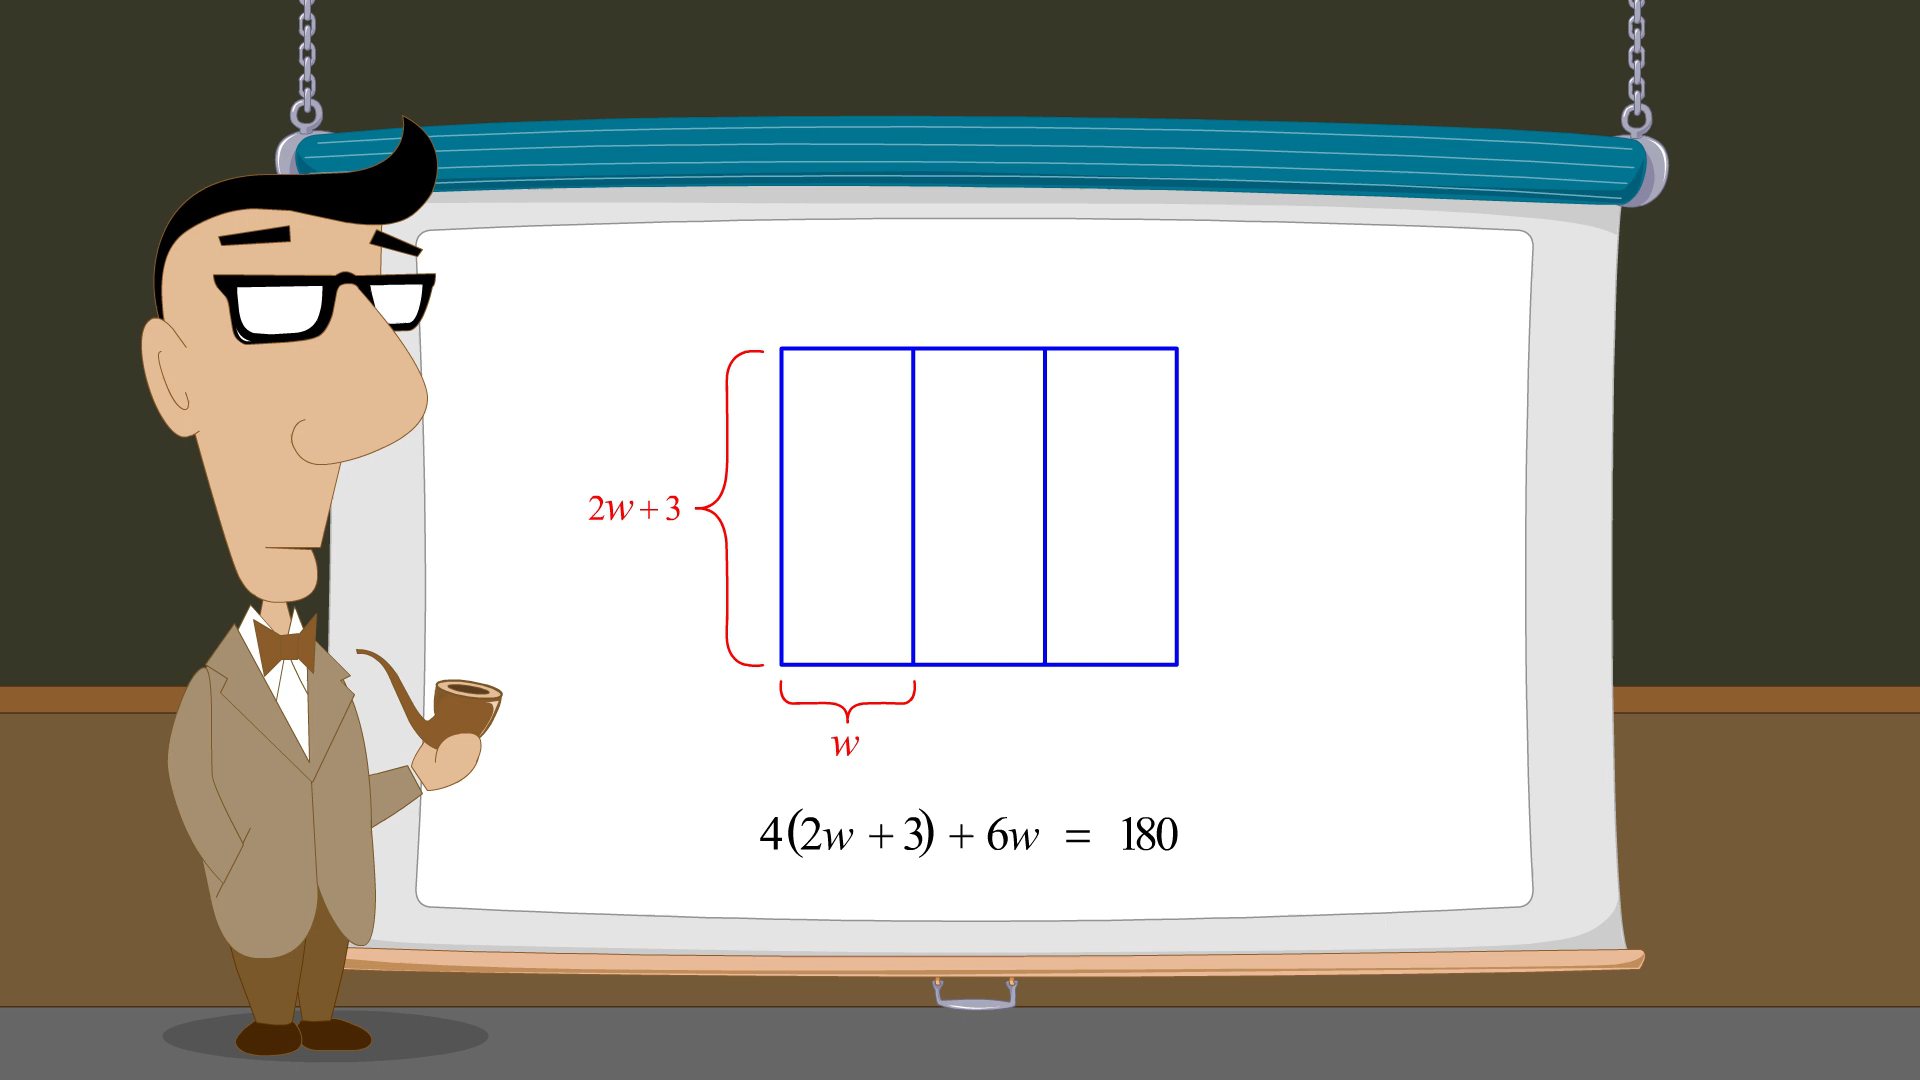 2w + 3
w
4(2w + 3) + 6w = 180